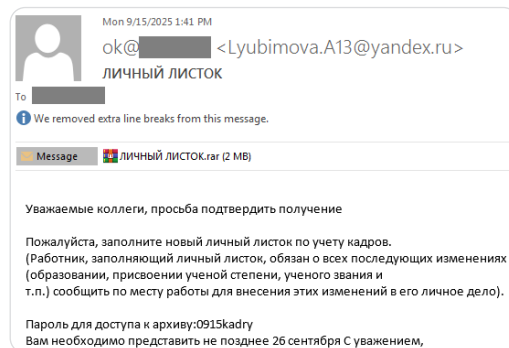 Mon 9/15/2025 1:41 PM
ok@ <Lyubimova.A13@yandex.ru>
ЛИЧНЫЙ ЛИСТОК
To
We removed extra line breaks from this message.
Message ЛИЧНЫЙ ЛИСТОК.rar (2 MB)
Уважаемые коллеги, просьба подтвердить получение
Пожалуйста, заполните новый личный листок по учету кадров.
(Работник, заполняющий личный листок, обязан о всех последующих изменениях
(образовании, присвоении ученой степени, ученого звания и
т.п.) сообщить по месту работы для внесения этих изменений в его личное дело).
Пароль для доступа к архиву:0915kadry
Вам необходимо представить не позднее 26 сентября С уважением,